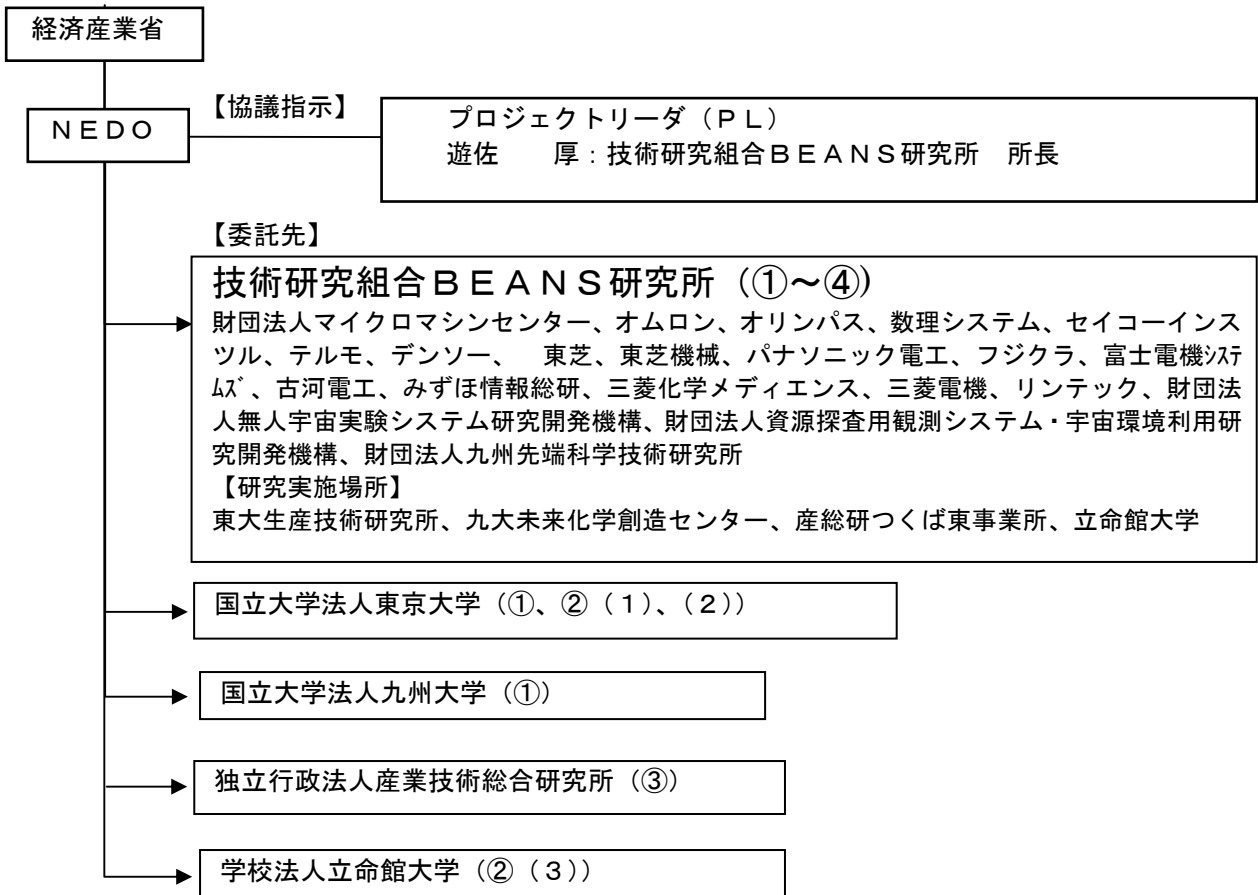 経済産業省
NEDO
【協議指示】
プロジェクトリーダ（PL）
遊佐　厚：技術研究組合BEANS研究所　所長
【委託先】
技術研究組合BEANS研究所（①～④）
財団法人マイクロマシンセンター、オムロン、オリンパス、数理システム、セイコーインス
ツル、テルモ、デンソー、　東芝、東芝機械、パナソニック電工、フジクラ、富士電機ｼｽﾃ
ﾑｽﾞ、古河電工、みずほ情報総研、三菱化学メディエンス、三菱電機、リンテック、財団法
人無人宇宙実験システム研究開発機構、財団法人資源探査用観測システム・宇宙環境利用研
究開発機構、財団法人九州先端科学技術研究所
【研究実施場所】
東大生産技術研究所、九大未来化学創造センター、産総研つくば東事業所、立命館大学
国立大学法人東京大学（①、②（１）、（２））
国立大学法人九州大学（①）
独立行政法人産業技術総合研究所（③）
学校法人立命館大学（②（３））